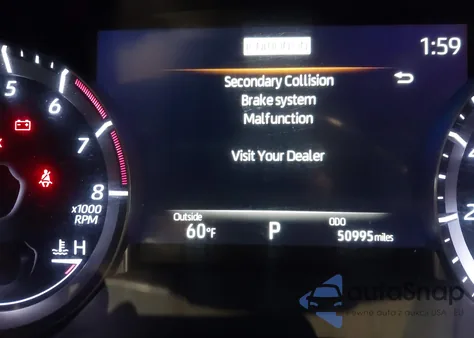 1:59
Secondary Collision
Brake system
Malfunction
Visit Your Dealer
5
6
7
8
x1000
RPM
H
Outside
60°F
P
ODO
50995 miles
2
autoSnap